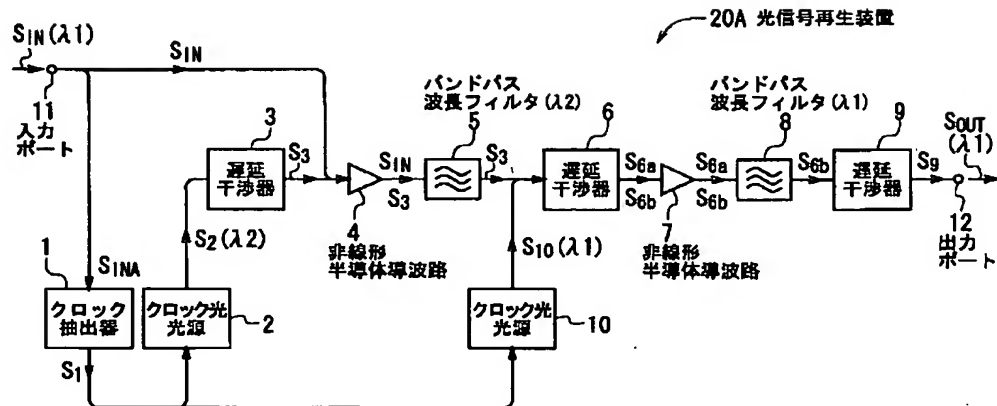 20A 光信号再生装置
SIN(λ1)
SIN
11
入力
ポート
バンドパス
波長フィルタ(λ2)
5
バンドパス
波長フィルタ(λ1)
8
SOUT
(λ1)
3
遅延
干渉器
S3
4
非線形
半導体導波路
SIN
S3
S3
6
遅延
干渉器
S6a
S6b
7
非線形
半導体導波路
S6a
S6b
S6b
9
遅延
干渉器
S9
12
出力
ポート
SINA
S2(λ2)
S10(λ1)
1
クロック
抽出器
クロック光
光源
2
クロック光
光源
10
S1